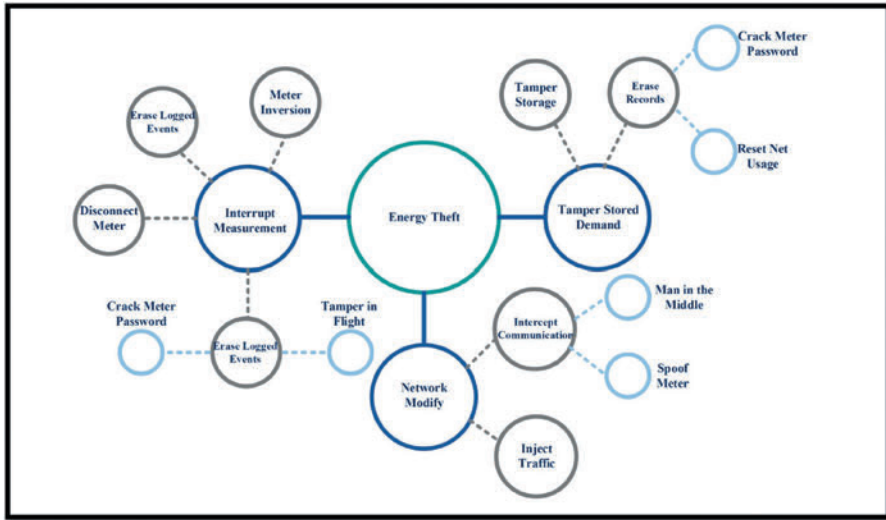 Crack Meter
Password
Meter
Inversion
Tamper
Storage
Erase
Records
Erase Logged
Events
Reset Net
Usage
Disconnect
Meter
Interrupt
Measurement
Energy Theft
Tamper Stored
Demand
Man in the
Middle
Crack Meter
Password
Tamper in
Flight
Intercept
Communication
Erase Logged
Events
Spoof
Meter
Network
Modify
Inject
Traffic